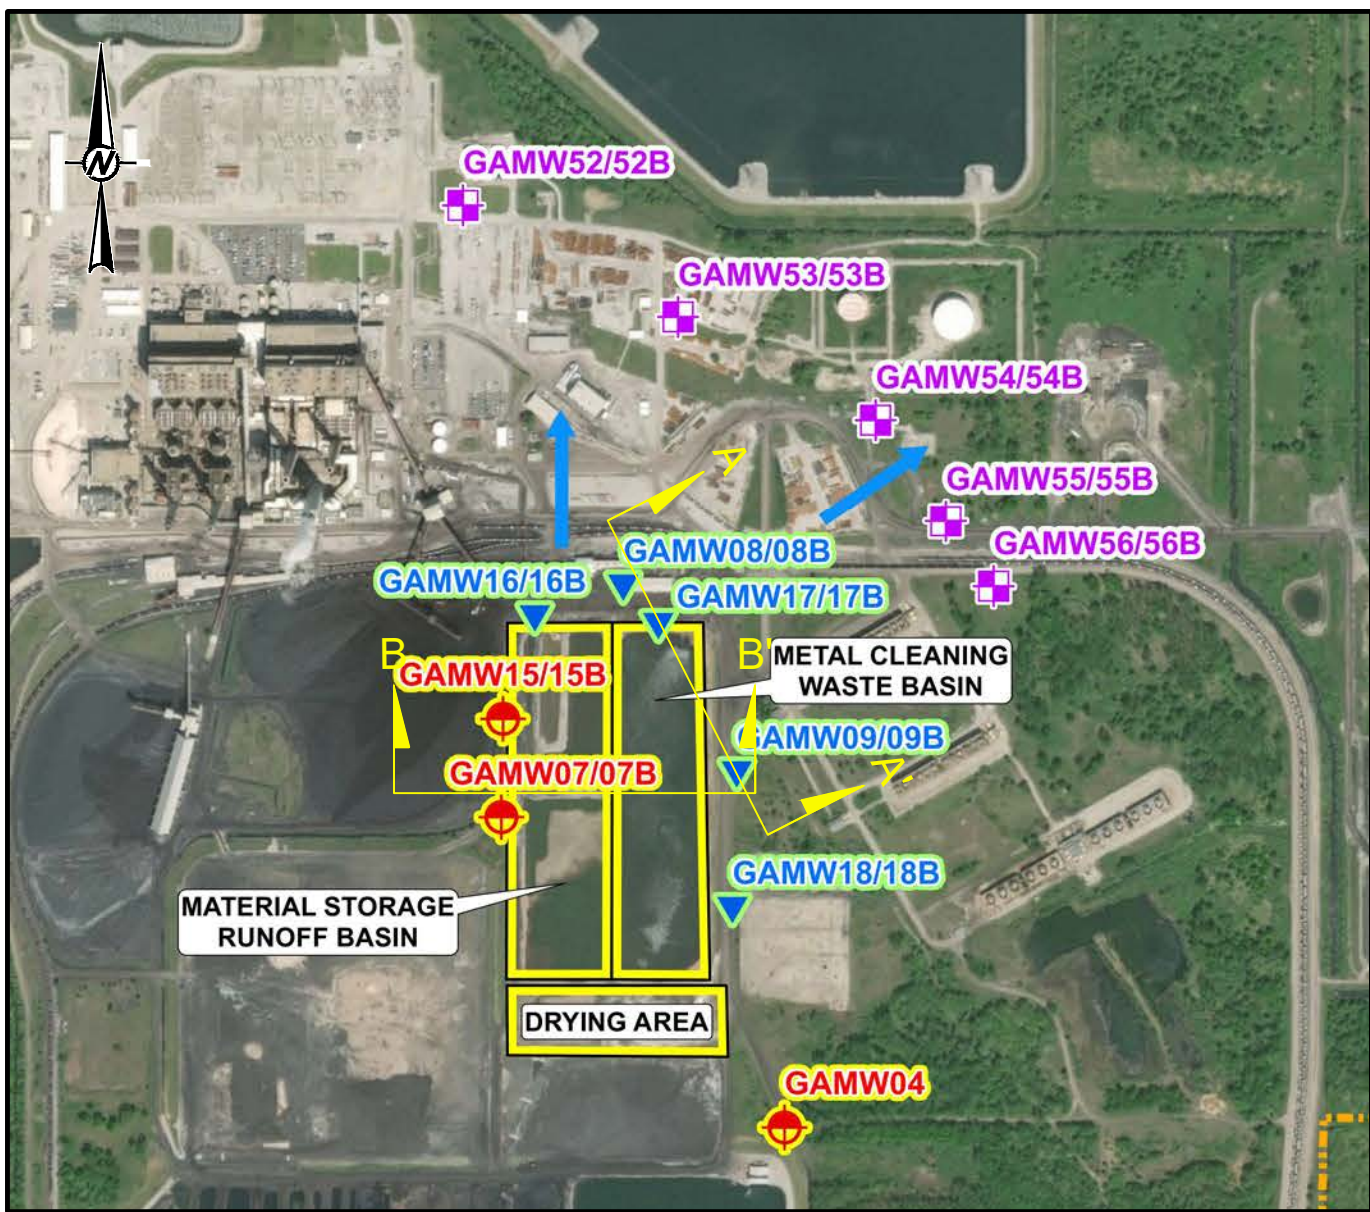 N
GAMW52/52B
GAMW53/53B
GAMW54/54B
A
GAMW55/55B
GAMW56/56B
GAMW08/08B
GAMW16/16B
GAMW17/17B
B
B'
METAL CLEANING
WASTE BASIN
GAMW15/15B
GAMW09/09B
GAMW07/07B
A'
GAMW18/18B
MATERIAL STORAGE
RUNOFF BASIN
DRYING AREA
GAMW04